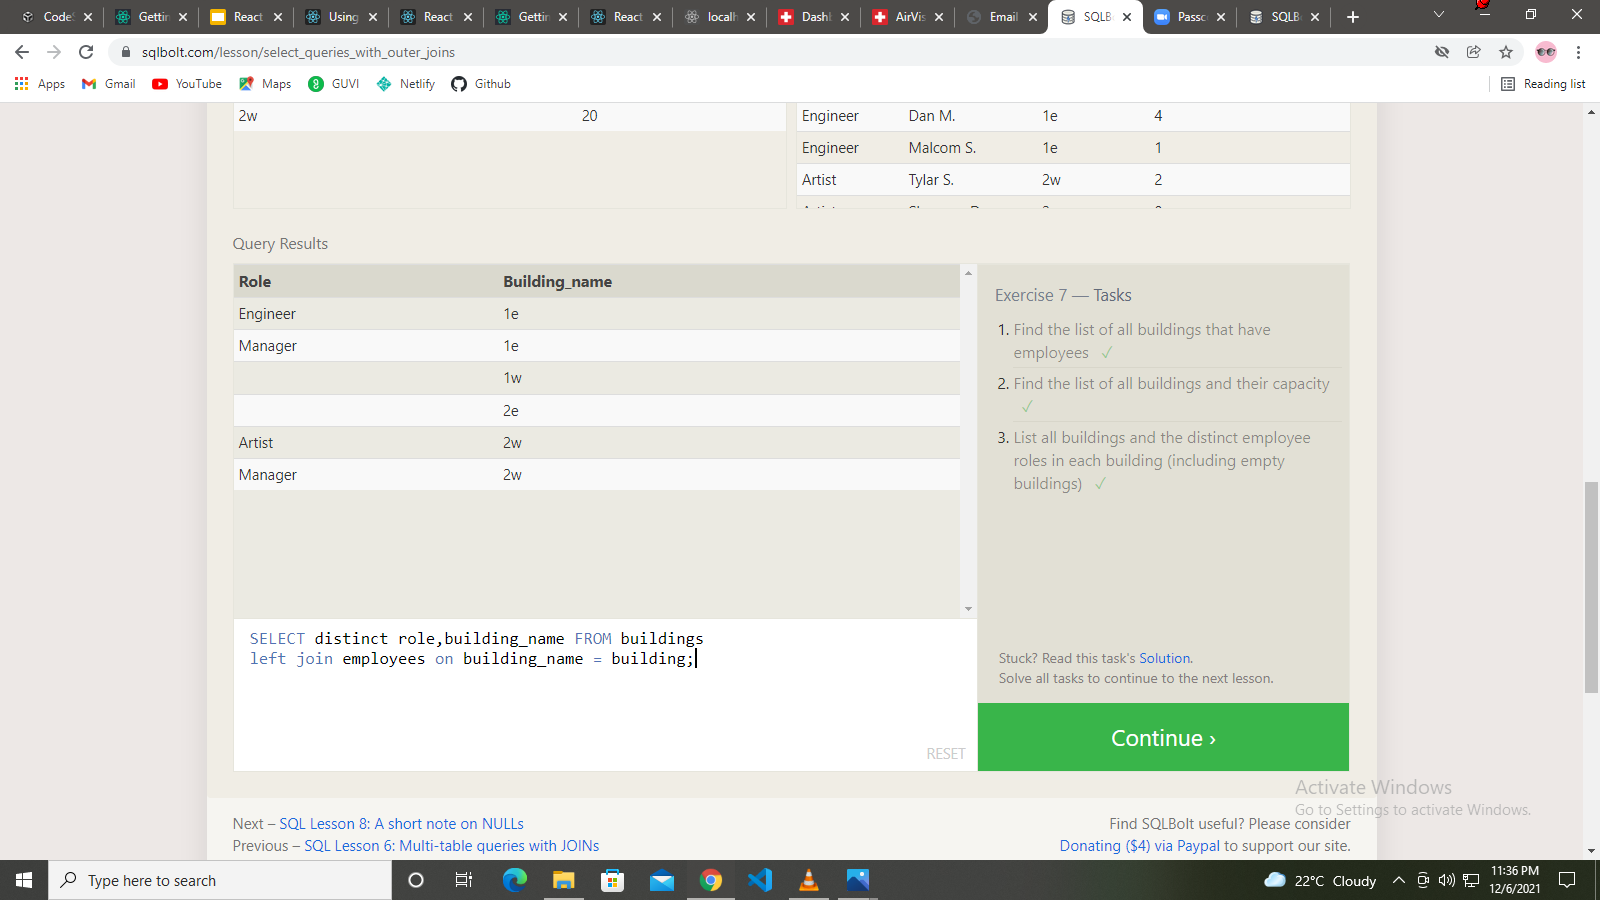 CodeS
Gettin
React
Using
React
Gettin
React
localh
Dashb
AirVis
Email
SQLBo
Passco
SQLBo
sqlbolt.com/lesson/select_queries_with_outer_joins
Apps Gmail YouTube Maps GUVI Netlify Github Reading list
2w 20
Engineer Dan M. 1e 4
Engineer Malcom S. 1e 1
Artist Tylar S. 2w 2
Query Results
Role Building_name
Engineer 1e
Manager 1e
1w
2e
Artist 2w
Manager 2w
Exercise 7 — Tasks
1. Find the list of all buildings that have
employees ✓
2. Find the list of all buildings and their capacity
✓
3. List all buildings and the distinct employee
roles in each building (including empty
buildings) ✓
SELECT distinct role,building_name FROM buildings
left join employees on building_name = building;
RESET
Stuck? Read this task's Solution.
Solve all tasks to continue to the next lesson.
Continue ›
Activate Windows
Go to Settings to activate Windows.
Next – SQL Lesson 8: A short note on NULLs
Previous – SQL Lesson 6: Multi-table queries with JOINs
Find SQLBolt useful? Please consider
Donating ($4) via Paypal to support our site.
Type here to search
22°C Cloudy
11:36 PM
12/6/2021